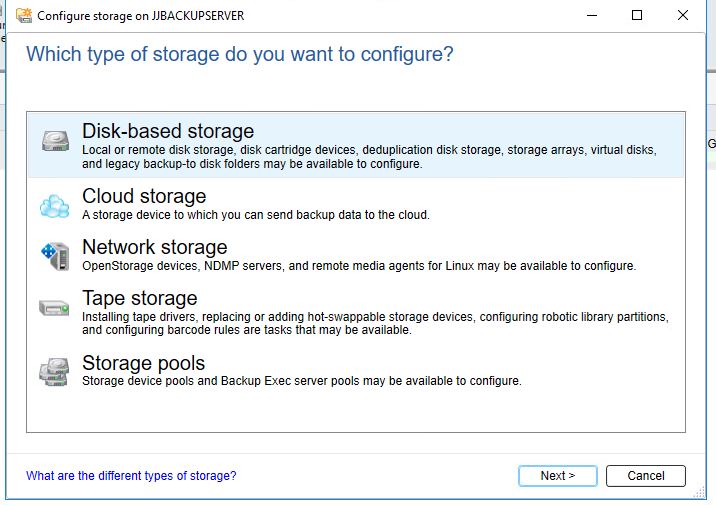 Configure storage on JJBACKUPSERVER
Which type of storage do you want to configure?
Disk-based storage
Local or remote disk storage, disk cartridge devices, deduplication disk storage, storage arrays, virtual disks,
and legacy backup-to disk folders may be available to configure.
Cloud storage
A storage device to which you can send backup data to the cloud.
Network storage
OpenStorage devices, NDMP servers, and remote media agents for Linux may be available to configure.
Tape storage
Installing tape drivers, replacing or adding hot-swappable storage devices, configuring robotic library partitions,
and configuring barcode rules are tasks that may be available.
Storage pools
Storage device pools and Backup Exec server pools may be available to configure.
What are the different types of storage?
Next >
Cancel